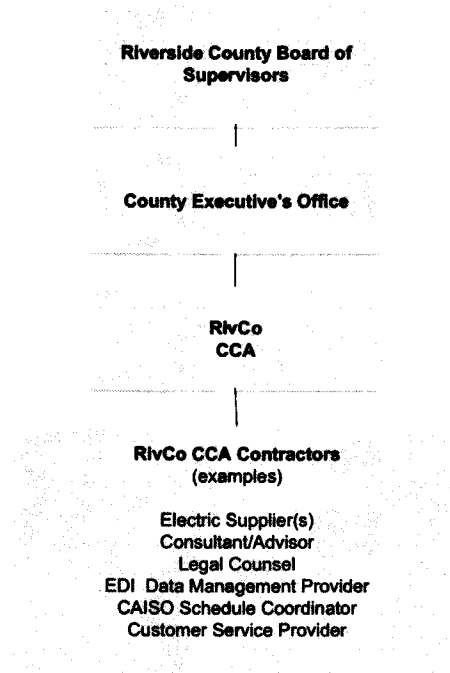 Riverside County Board of
Supervisors
County Executive's Office
RivCo
CCA
RivCo CCA Contractors
(examples)
Electric Supplier(s)
Consultant/Advisor
Legal Counsel
EDI Data Management Provider
CAISO Schedule Coordinator
Customer Service Provider